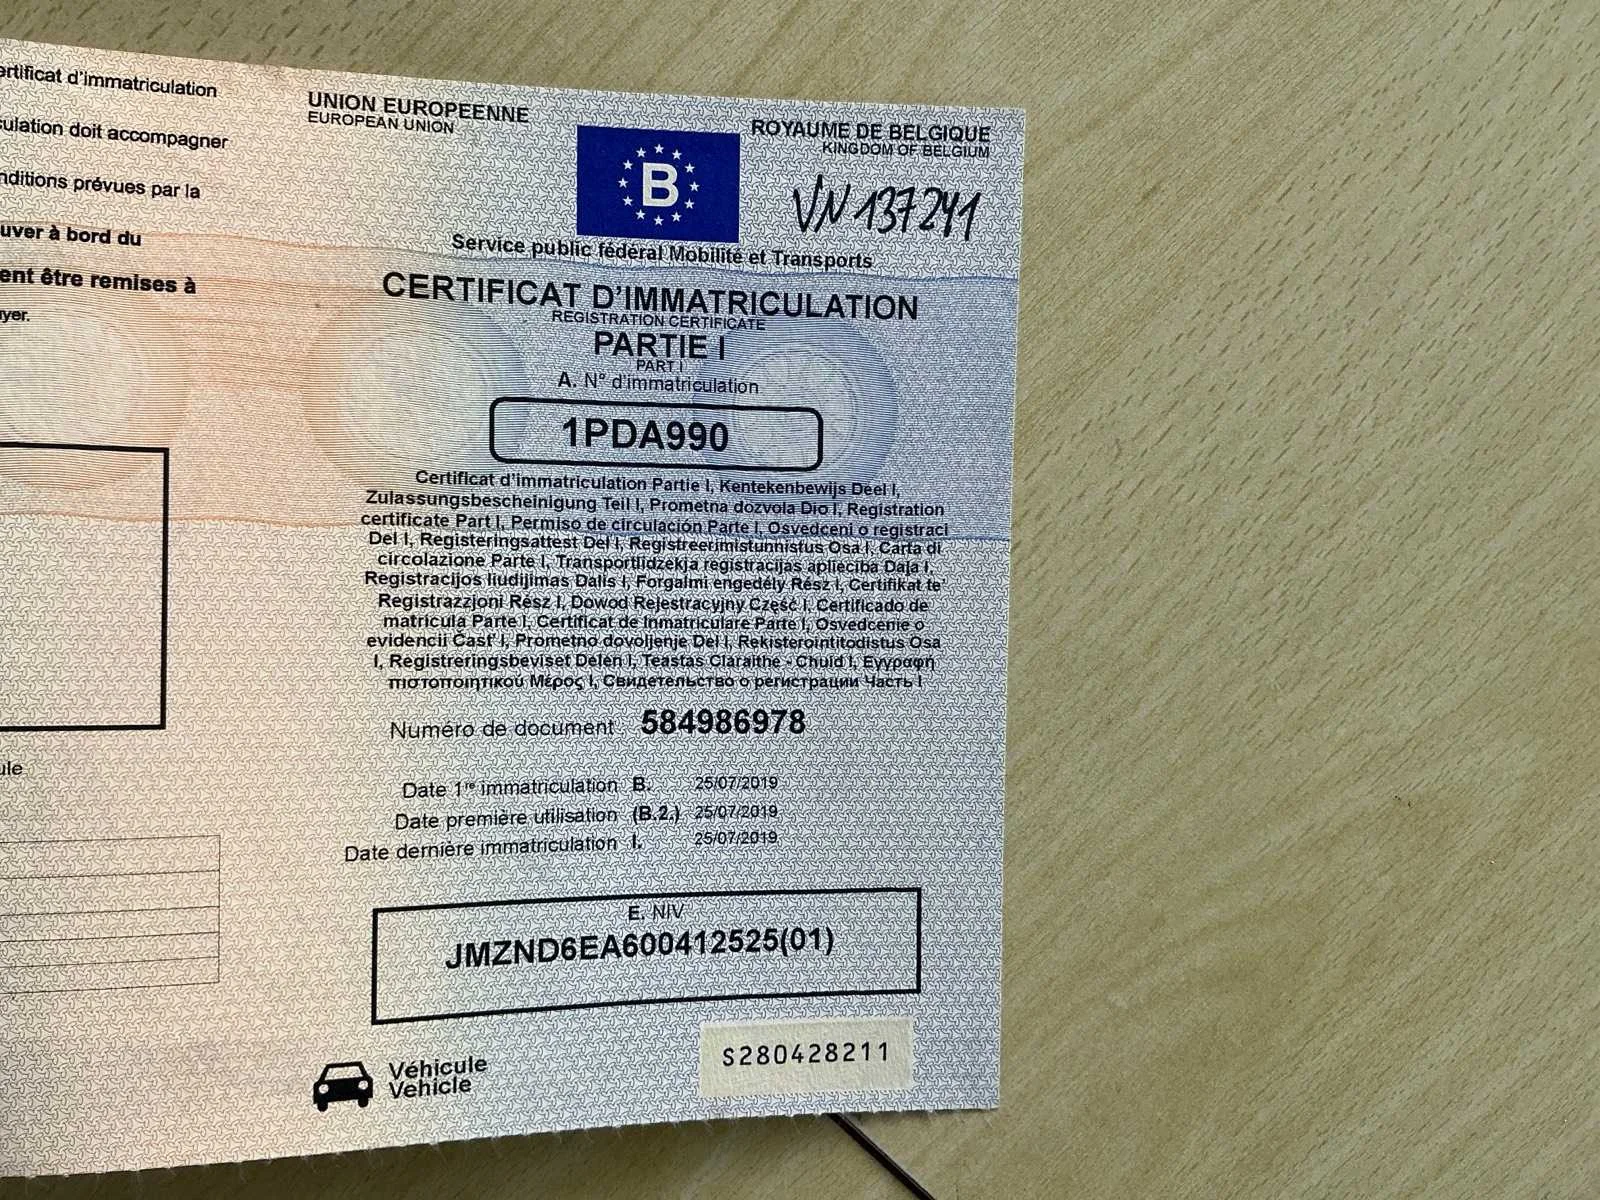 ertificat d'immatriculation
culation doit accompagner
nditions prévues par la
uver à bord du
ent être remises à
yer.
ule
UNION EUROPEENNE
EUROPEAN UNION
B
ROYAUME DE BELGIQUE
KINGDOM OF BELGIUM
VN 137241
Service public fédéral Mobilité et Transports
CERTIFICAT D'IMMATRICULATION
REGISTRATION CERTIFICATE
PARTIE I
PART I
A. N° d'immatriculation
1PDA990
Certificat d'immatriculation Partie I, Kentekenbewijs Deel I,
Zulassungsbescheinigung Teil I, Prometna dozvola Dio I, Registration
certificate Part I, Permiso de circulación Parte I, Osvedceni o registraci
Del I, Registeringsattest Del I, Registreerimistunnistus Osa I, Carta di
circolazione Parte I, Transportlidzekja registracijas aplieciba Daļa I,
Registracijos liudijimas Dalis I, Forgalmi engedély Rész I, Certifikat te'
Registrazzjoni Rész I, Dowod Rejestracyjny Część I, Certificado de
matricula Parte I, Certificat de Inmatriculare Parte I, Osvedcenie o
evidencii Čast' I, Prometno dovoljenje Del I, Rekisterointitodistus Osa
I, Registreringsbeviset Delen I, Teastas Claraithe - Chuid I, Εγγραφη
πιστοποιητικού Μέρος I, Свидетельство о регистрации Часть I
Numéro de document 584986978
Date 1re immatriculation B. 25/07/2019
Date première utilisation (B.2.) 25/07/2019
Date dernière immatriculation I. 25/07/2019
E. NIV
JMZND6EA600412525(01)
Véhicule
Vehicle
S280428211